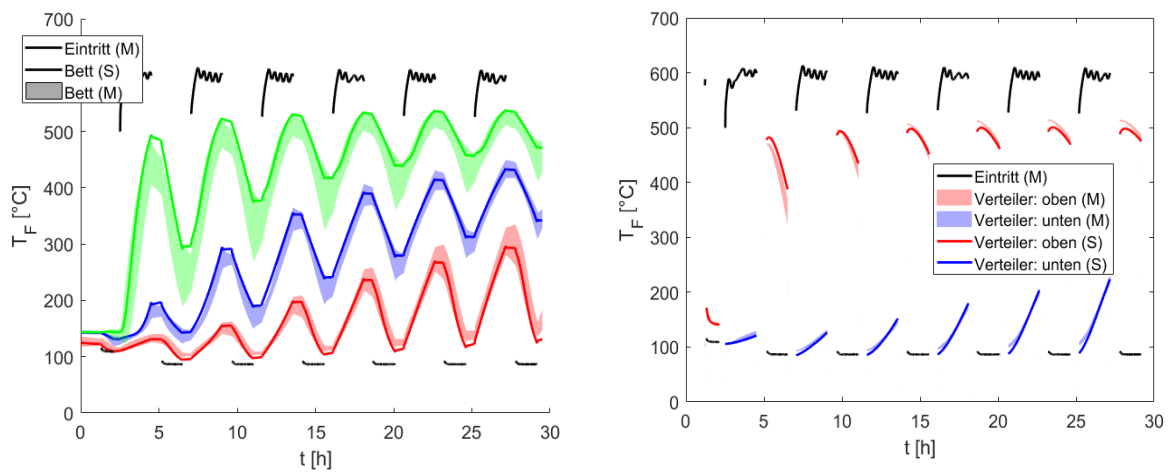 700
Eintritt (M)
Bett (S)
Bett (M)
500
400
300
200
100
0
T_F [°C]
0 5 10 15 20 25 30
t [h]
700
600
500
400
300
200
100
0
T_F [°C]
Eintritt (M)
Verteiler: oben (M)
Verteiler: unten (M)
Verteiler: oben (S)
Verteiler: unten (S)
0 5 10 15 20 25 30
t [h]